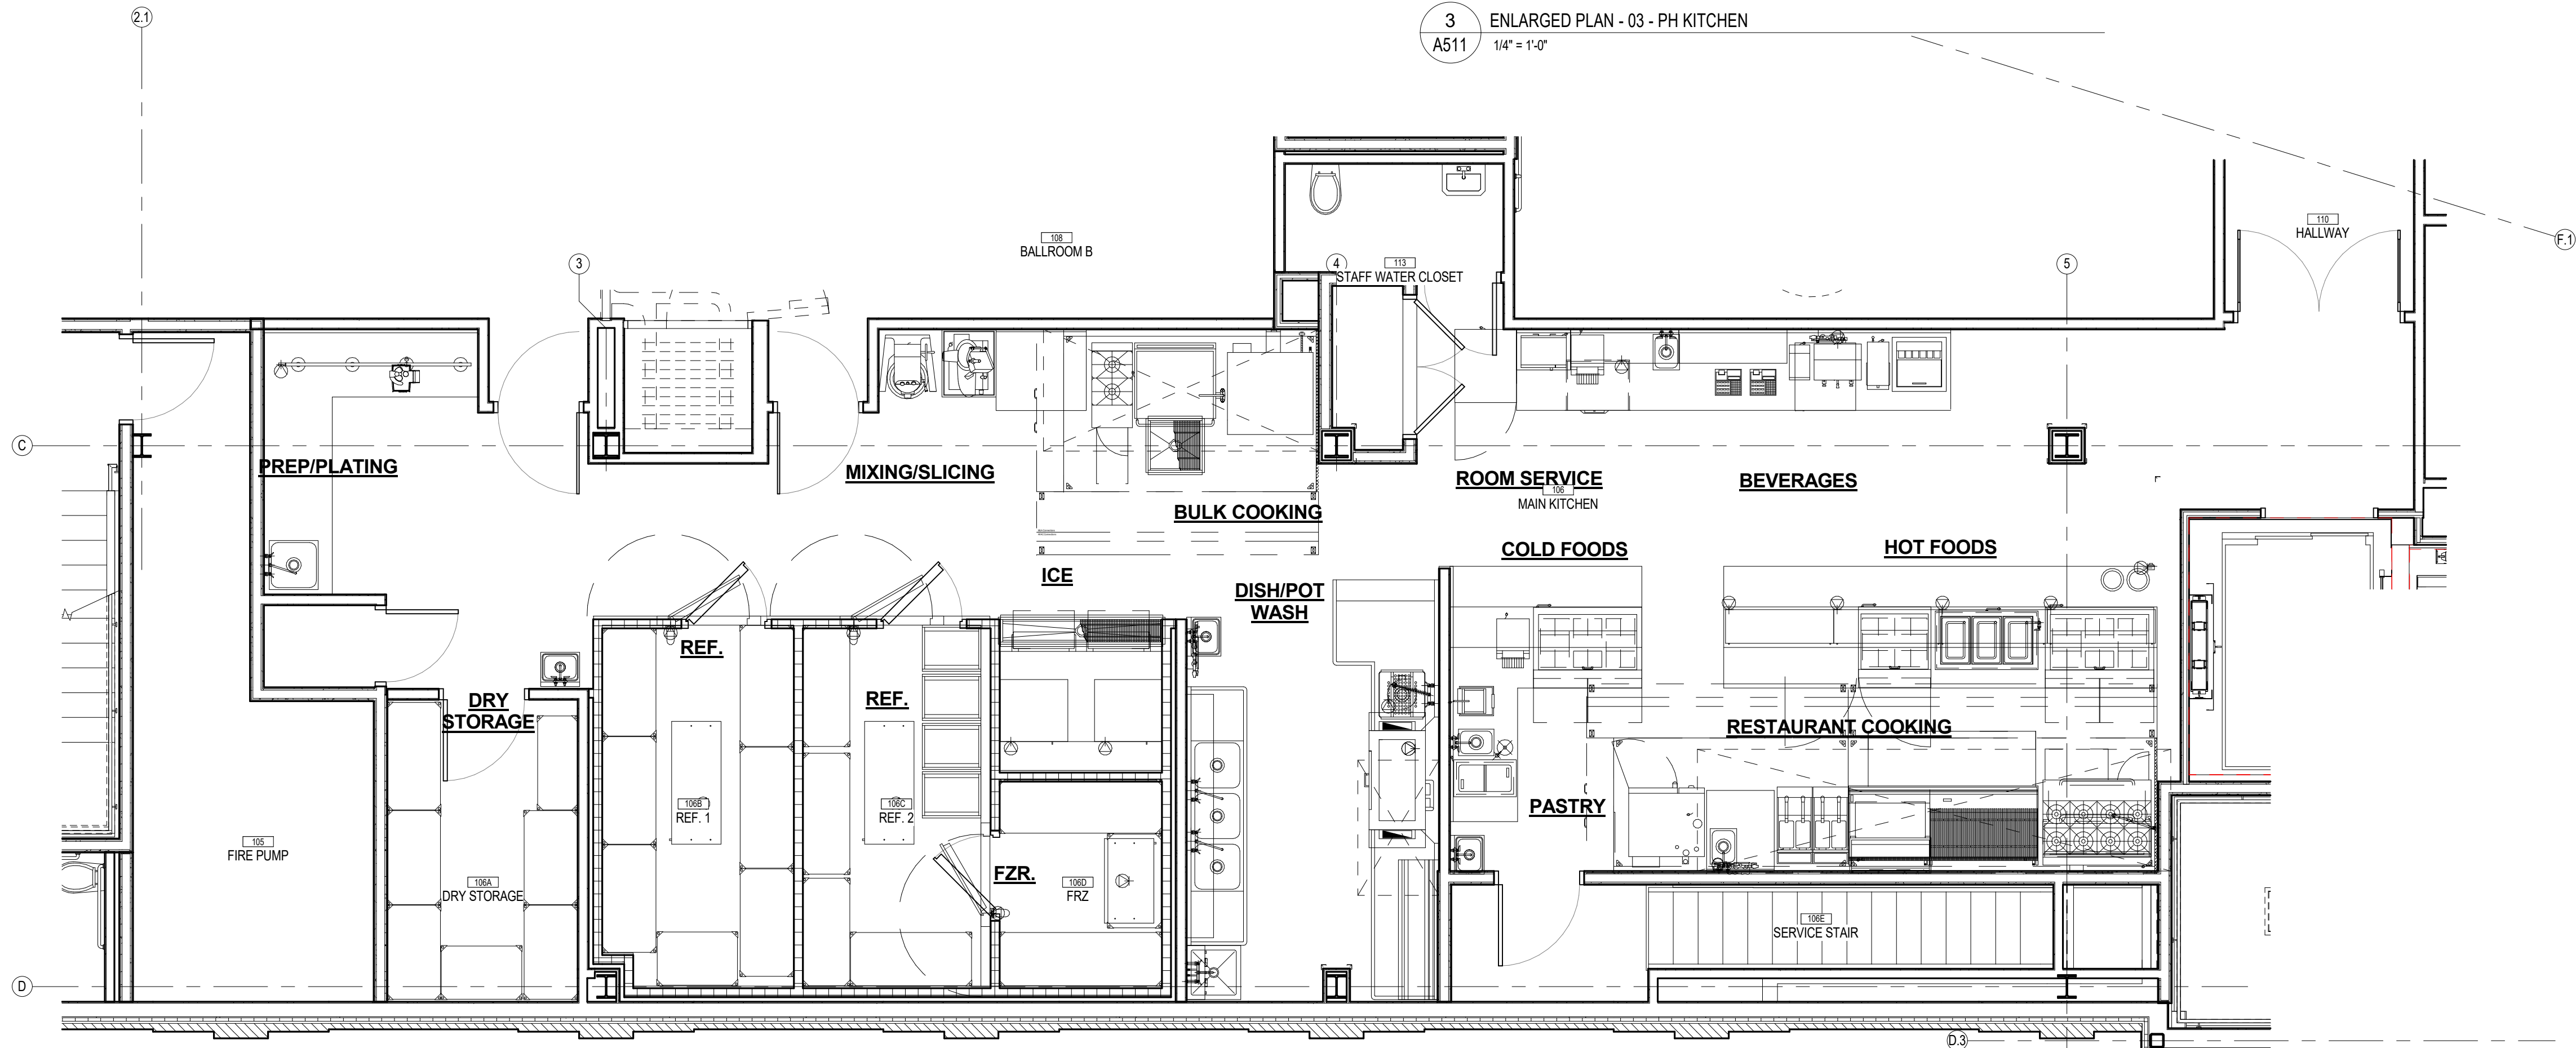 2.1
3
ENLARGED PLAN - 03 - PH KITCHEN
A511
1/4" = 1'-0"
110
HALLWAY
F.1
108
BALLROOM B
3
4
113
STAFF WATER CLOSET
5
C
PREP/PLATING
MIXING/SLICING
ROOM SERVICE
106
MAIN KITCHEN
BEVERAGES
BULK COOKING
COLD FOODS
HOT FOODS
ICE
DISH/POT
WASH
REF.
REF.
DRY
STORAGE
RESTAURANT COOKING
106B
REF. 1
106C
REF. 2
PASTRY
105
FIRE PUMP
106A
DRY STORAGE
FZR.
106D
FRZ
106E
SERVICE STAIR
D
D.3